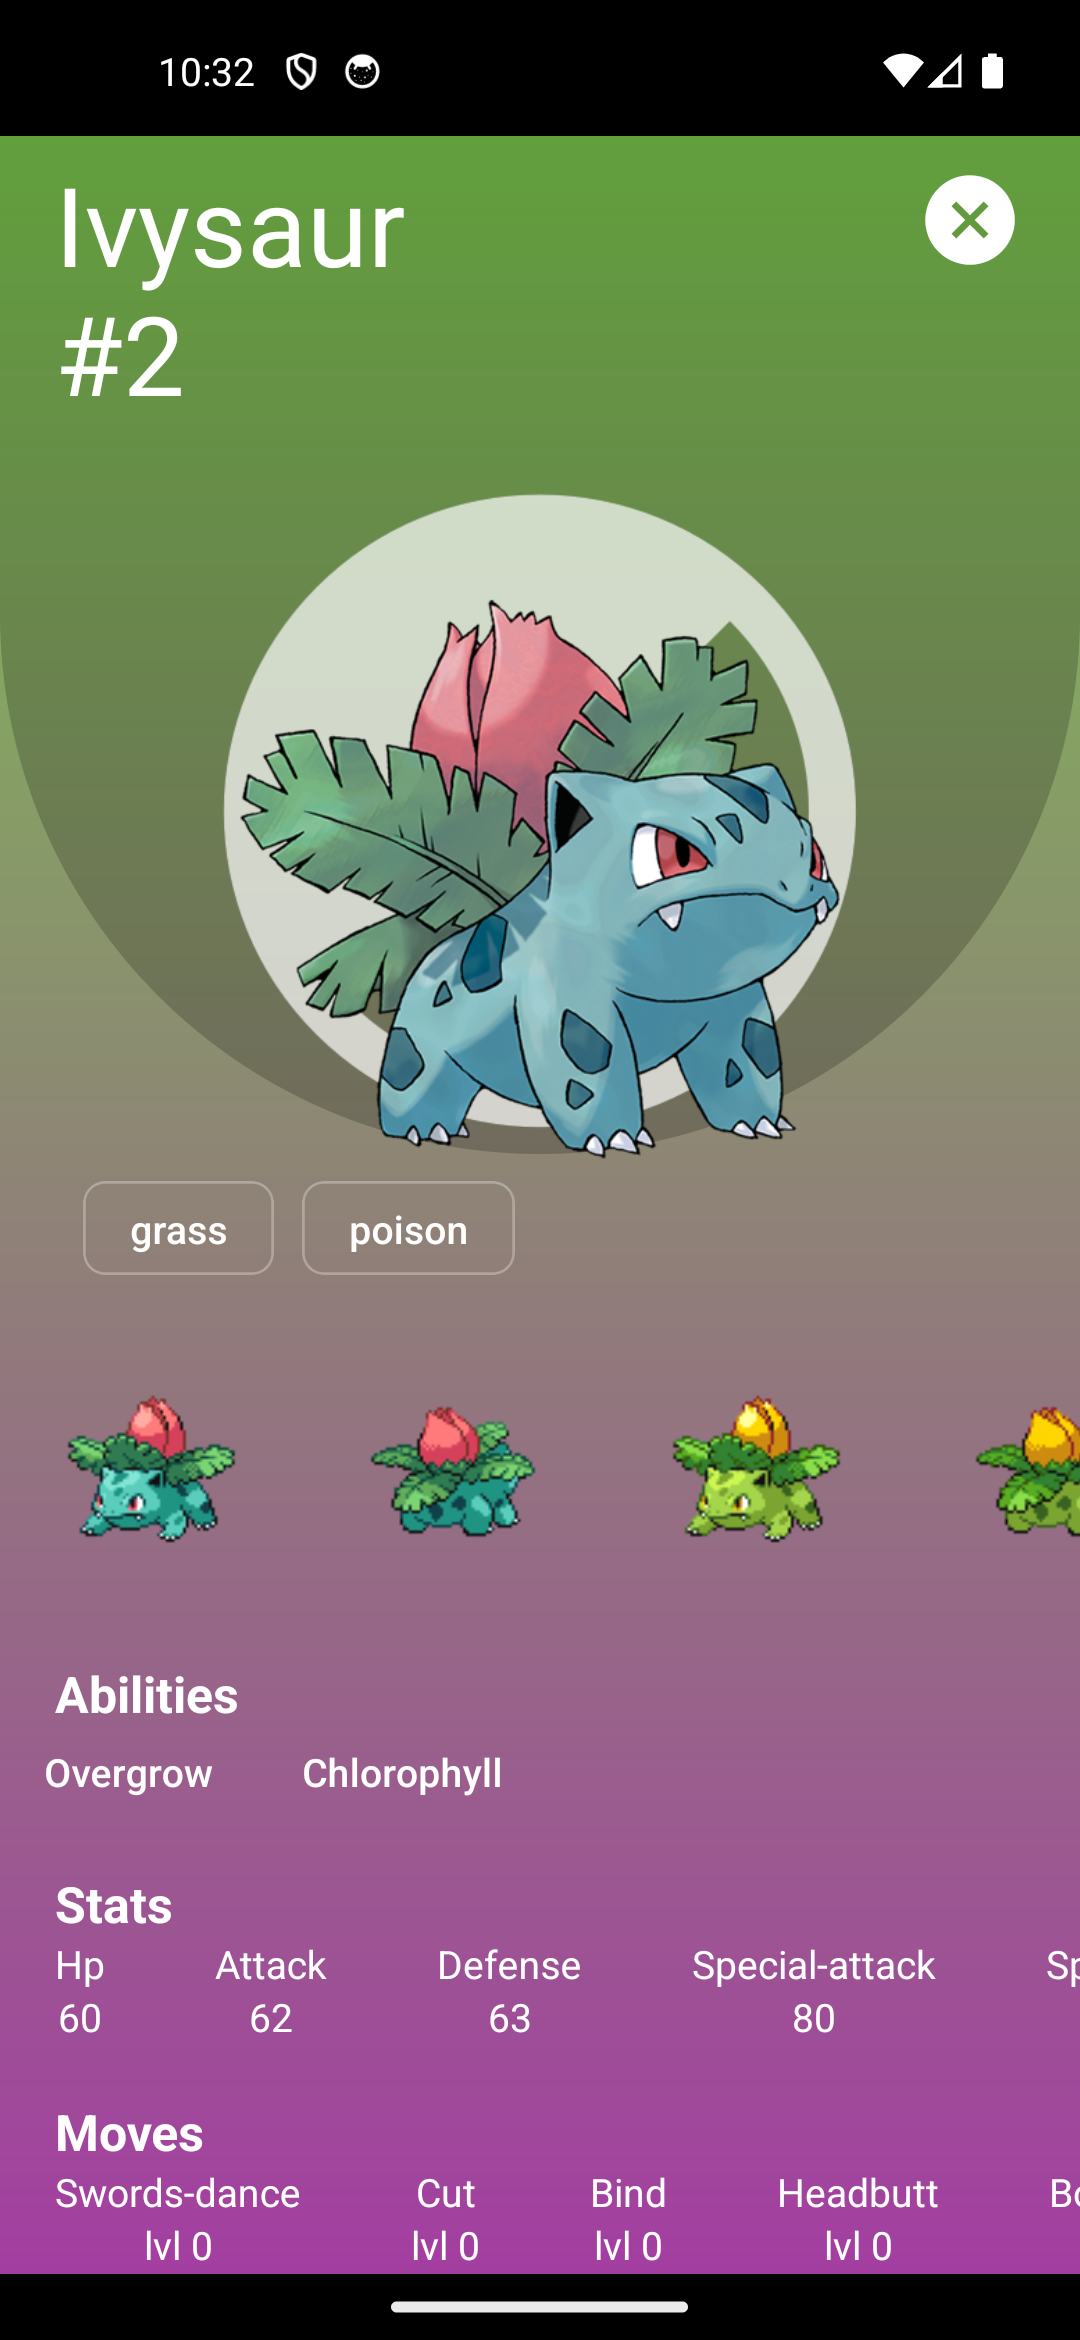 10:32
Ivysaur
#2
grass poison
Abilities
Overgrow Chlorophyll
Stats
Hp Attack Defense Special-attack Sp
60 62 63 80
Moves
Swords-dance Cut Bind Headbutt Bo
lvl 0 lvl 0 lvl 0 lvl 0